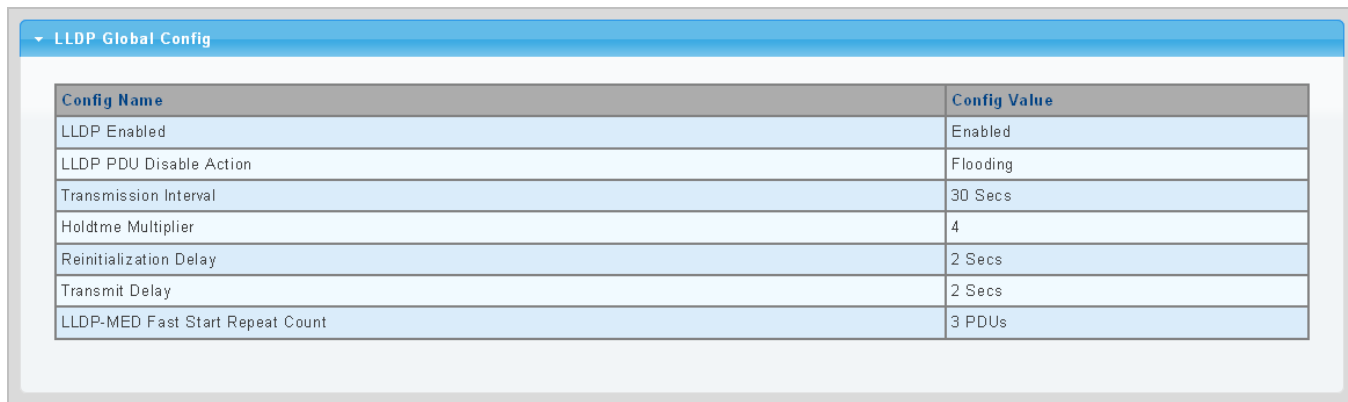 LLDP Global Config
Config Name Config Value
LLDP Enabled Enabled
LLDP PDU Disable Action Flooding
Transmission Interval 30 Secs
Holdtme Multiplier 4
Reinitialization Delay 2 Secs
Transmit Delay 2 Secs
LLDP-MED Fast Start Repeat Count 3 PDUs